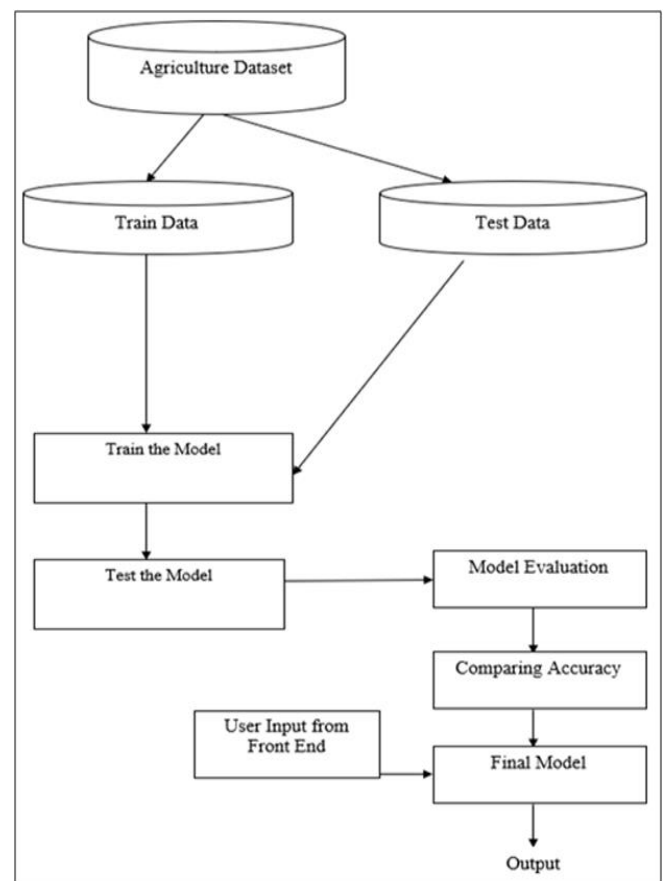 Agriculture Dataset
Train Data
Test Data
Train the Model
Test the Model
Model Evaluation
Comparing Accuracy
User Input from
Front End
Final Model
Output